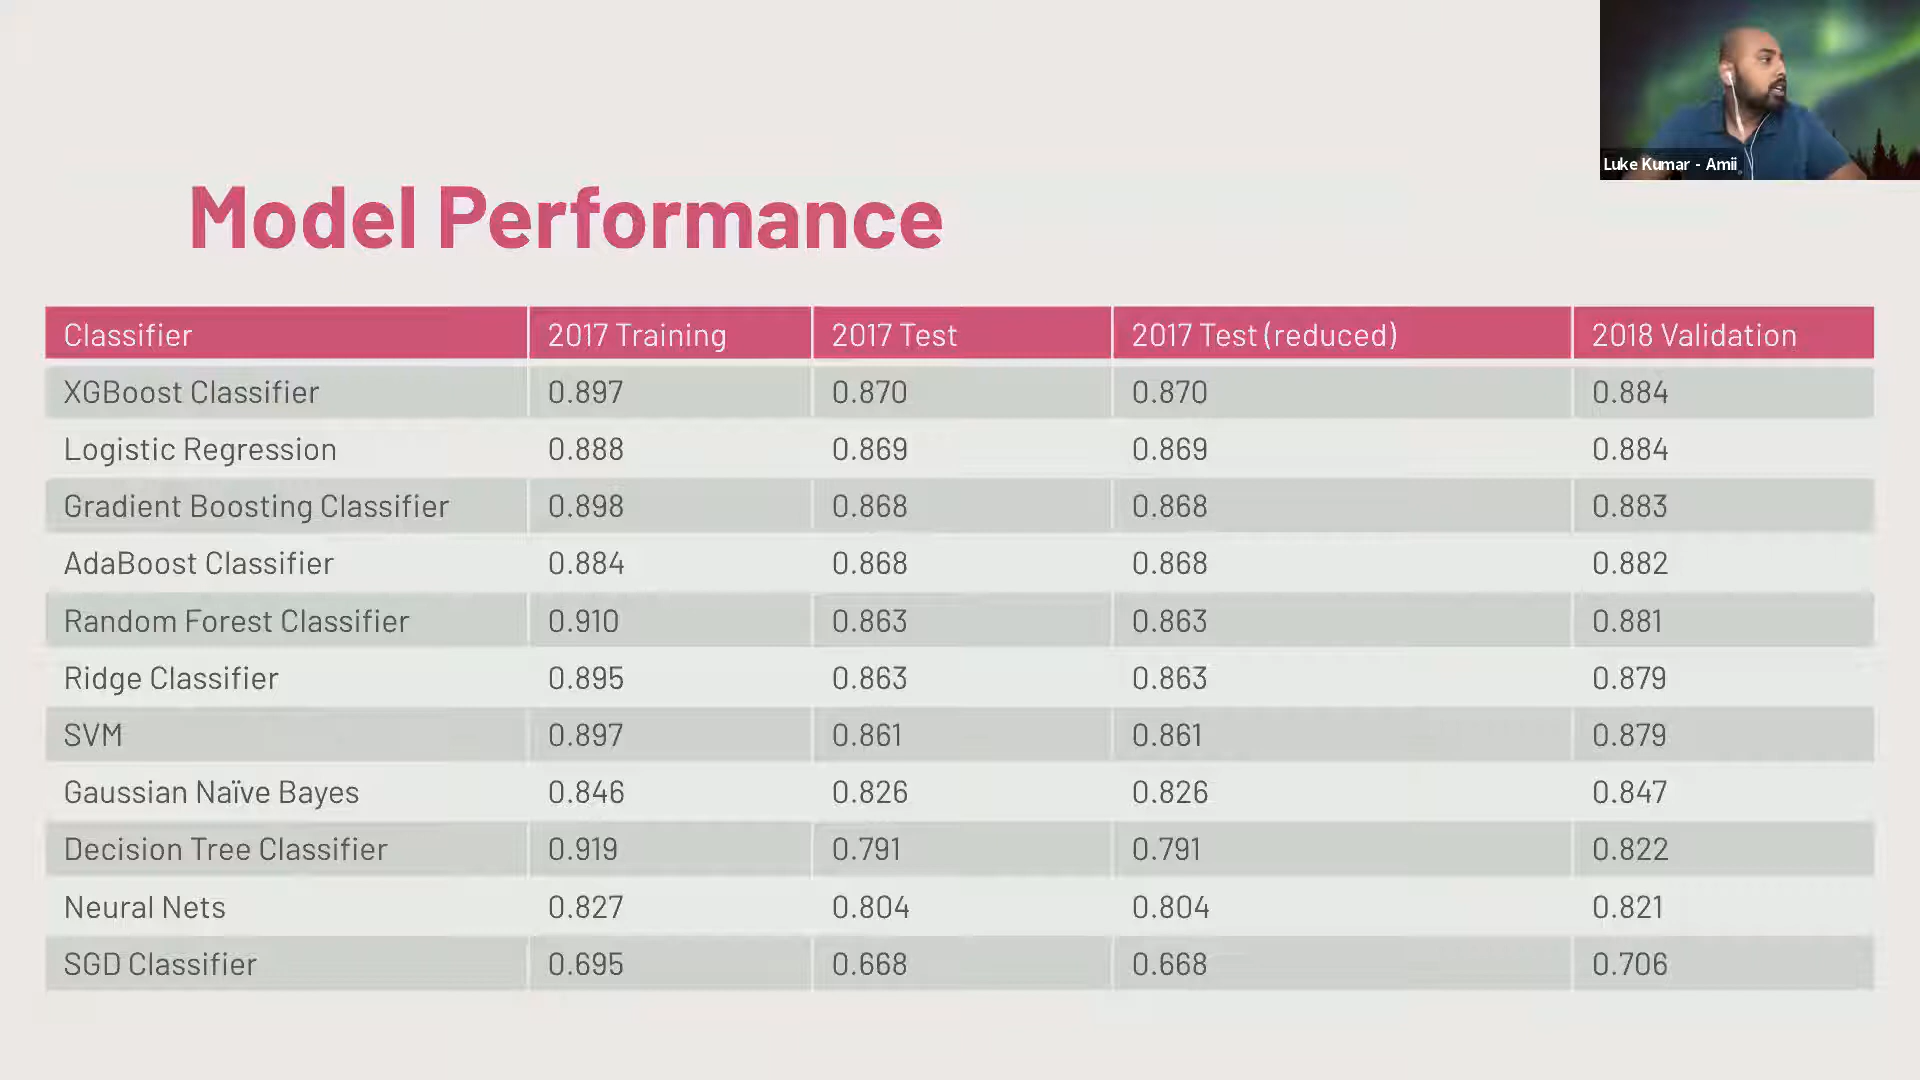 Luke Kumar - Amii
Model Performance
Classifier 2017 Training 2017 Test 2017 Test (reduced) 2018 Validation
XGBoost Classifier 0.897 0.870 0.870 0.884
Logistic Regression 0.888 0.869 0.869 0.884
Gradient Boosting Classifier 0.898 0.868 0.868 0.883
AdaBoost Classifier 0.884 0.868 0.868 0.882
Random Forest Classifier 0.910 0.863 0.863 0.881
Ridge Classifier 0.895 0.863 0.863 0.879
SVM 0.897 0.861 0.861 0.879
Gaussian Naïve Bayes 0.846 0.826 0.826 0.847
Decision Tree Classifier 0.919 0.791 0.791 0.822
Neural Nets 0.827 0.804 0.804 0.821
SGD Classifier 0.695 0.668 0.668 0.706